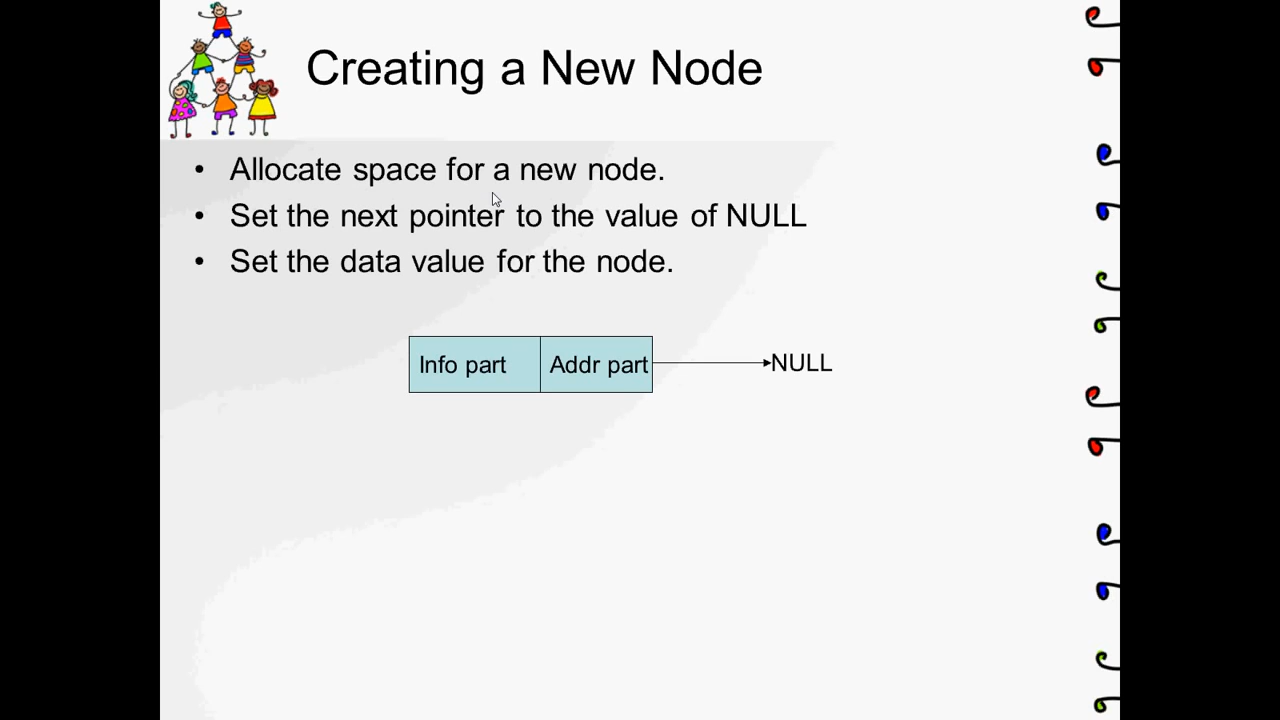 Creating a New Node
• Allocate space for a new node.
• Set the next pointer to the value of NULL
• Set the data value for the node.
Info part Addr part NULL